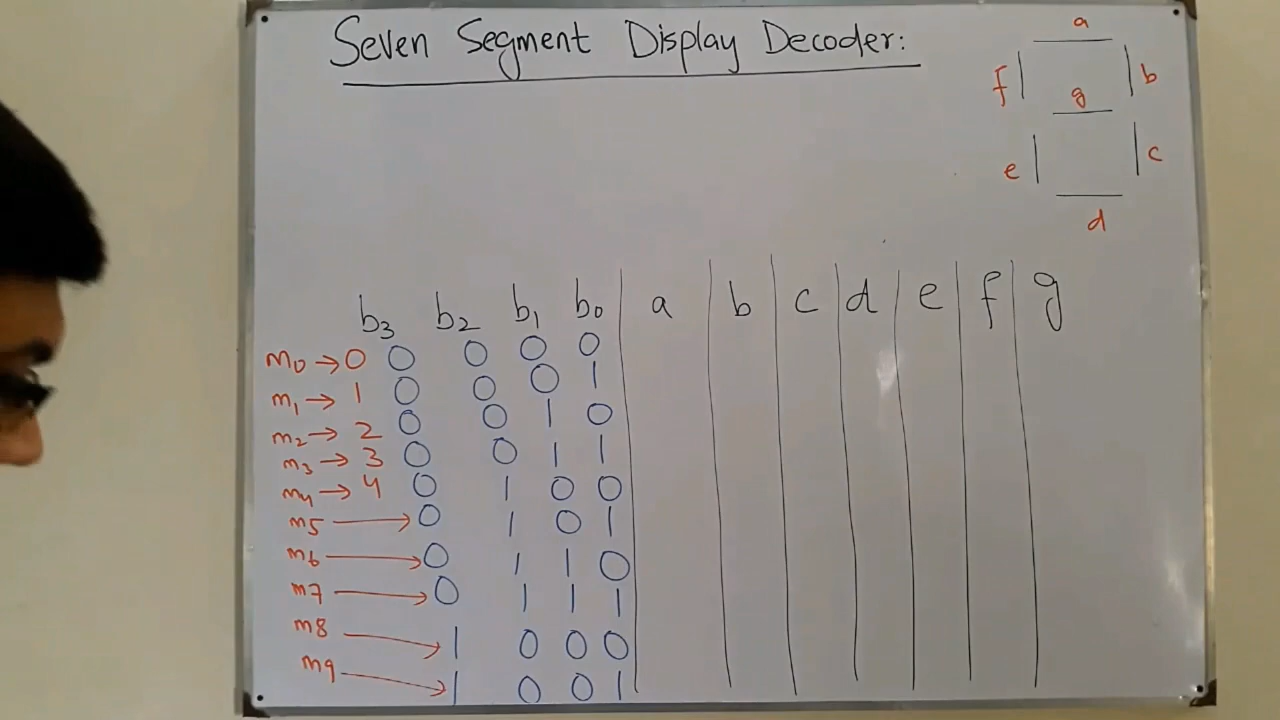 Seven Segment Display Decoder:
a
f b
g
e c
d
b3 b2 b1 b0 a b c d e f g
m0 → 0 0 0 0 0
m1 → 1 0 0 0 1
m2 → 2 0 0 1 0
m3 → 3 0 0 1 1
m4 → 4 0 1 0 0
m5 → 0 1 0 1
m6 → 0 1 1 0
m7 → 0 1 1 1
m8 → 1 0 0 0
m9 → 1 0 0 1